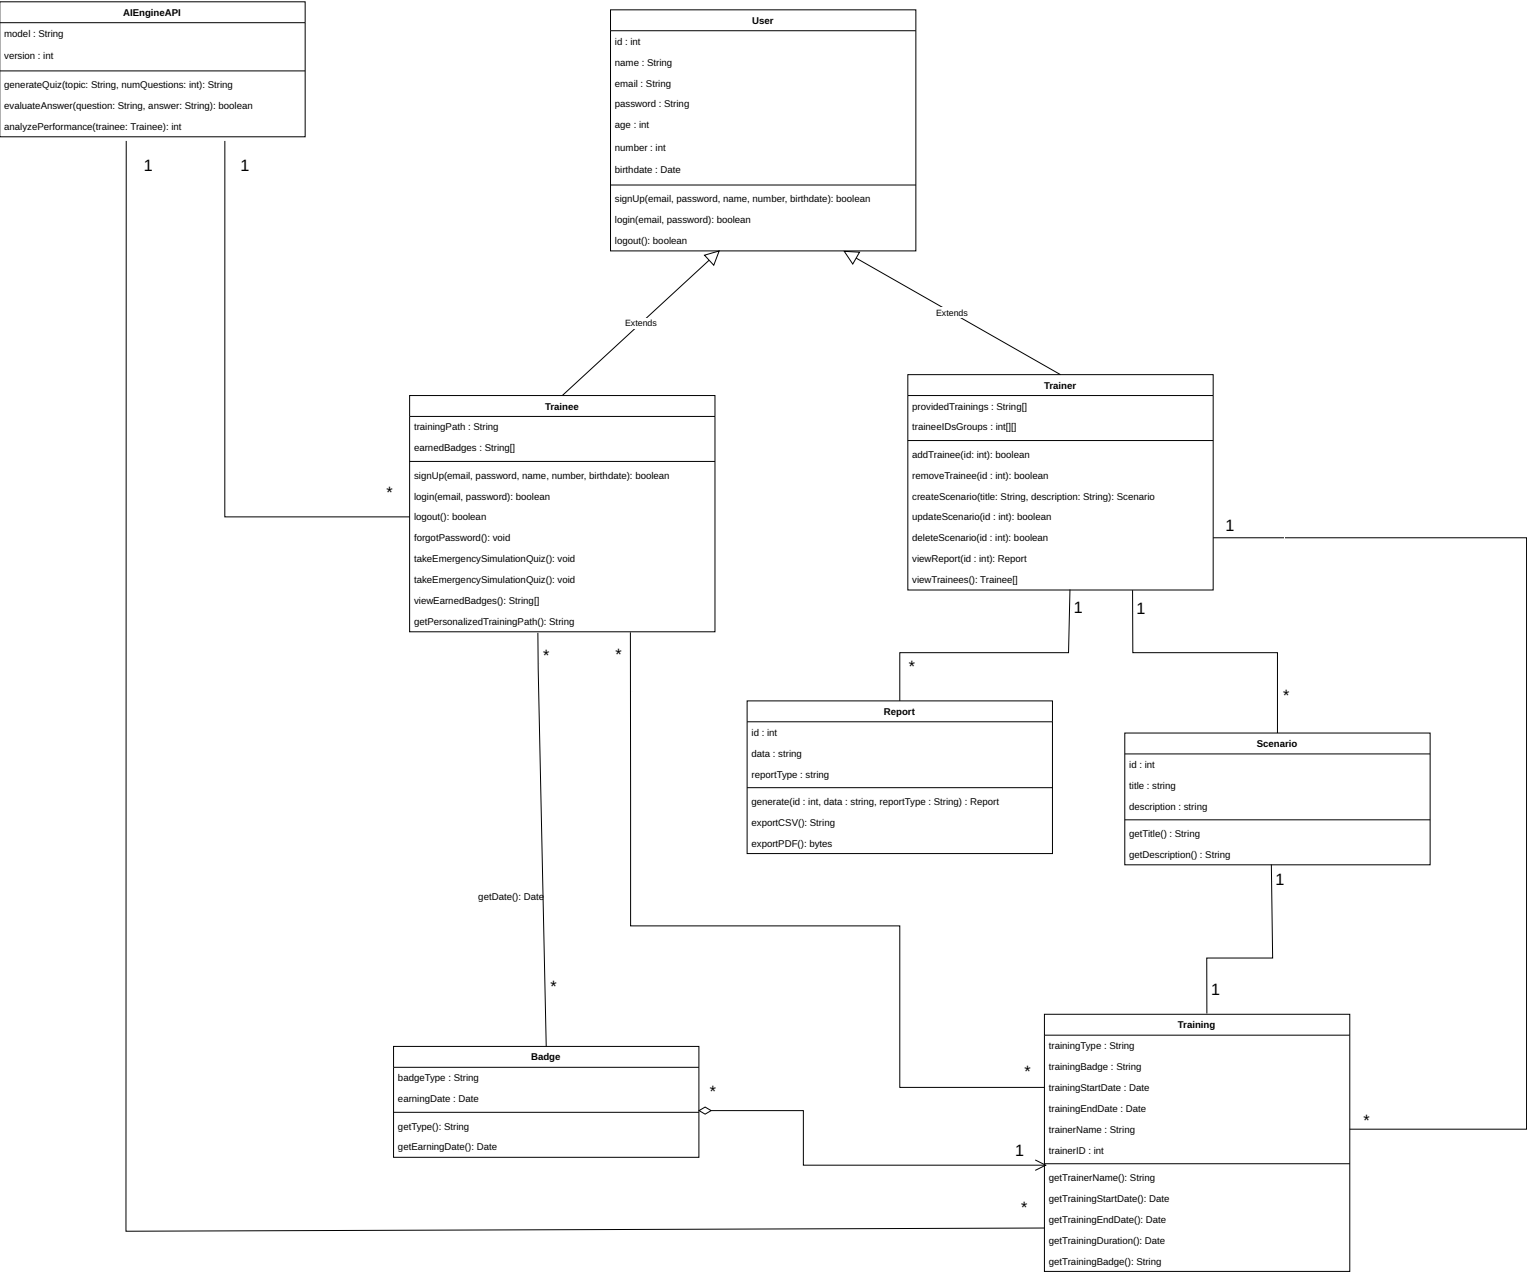 AIEngineAPI
model : String
version : int
generateQuiz(topic: String, numQuestions: int): String
evaluateAnswer(question: String, answer: String): boolean
analyzePerformance(trainee: Trainee): int
1
1
User
id : int
name : String
email : String
password : String
age : int
number : int
birthdate : Date
signUp(email, password, name, number, birthdate): boolean
login(email, password): boolean
logout(): boolean
Extends
Extends
Trainee
trainingPath : String
earnedBadges : String[]
signUp(email, password, name, number, birthdate): boolean
login(email, password): boolean
logout(): boolean
forgotPassword(): void
takeEmergencySimulationQuiz(): void
takeEmergencySimulationQuiz(): void
viewEarnedBadges(): String[]
getPersonalizedTrainingPath(): String
*
*
*
Trainer
providedTrainings : String[]
traineeIDsGroups : int[][]
addTrainee(id: int): boolean
removeTrainee(id : int): boolean
createScenario(title: String, description: String): Scenario
updateScenario(id : int): boolean
deleteScenario(id : int): boolean
viewReport(id : int): Report
viewTrainees(): Trainee[]
1
1
1
*
*
Report
id : int
data : string
reportType : string
generate(id : int, data : string, reportType : String) : Report
exportCSV(): String
exportPDF(): bytes
Scenario
id : int
title : string
description : string
getTitle() : String
getDescription() : String
1
1
getDate(): Date
*
Badge
badgeType : String
earningDate : Date
getType(): String
getEarningDate(): Date
*
1
*
*
*
Training
trainingType : String
trainingBadge : String
trainingStartDate : Date
trainingEndDate : Date
trainerName : String
trainerID : int
getTrainerName(): String
getTrainingStartDate(): Date
getTrainingEndDate(): Date
getTrainingDuration(): Date
getTrainingBadge(): String